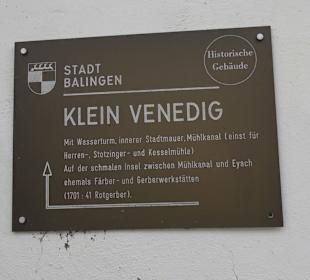 STADT
BALINGEN
Historische
Gebäude
KLEIN VENEDIG
Mit Wasserturm, innerer Stadtmauer, Mühlkanal (einst für
Herren-, Stotzinger- und Kesselmühle)
Auf der schmalen Insel zwischen Mühlkanal und Eyach
ehemals Färber- und Gerberwerkstätten
(1701: 41 Rotgerber).